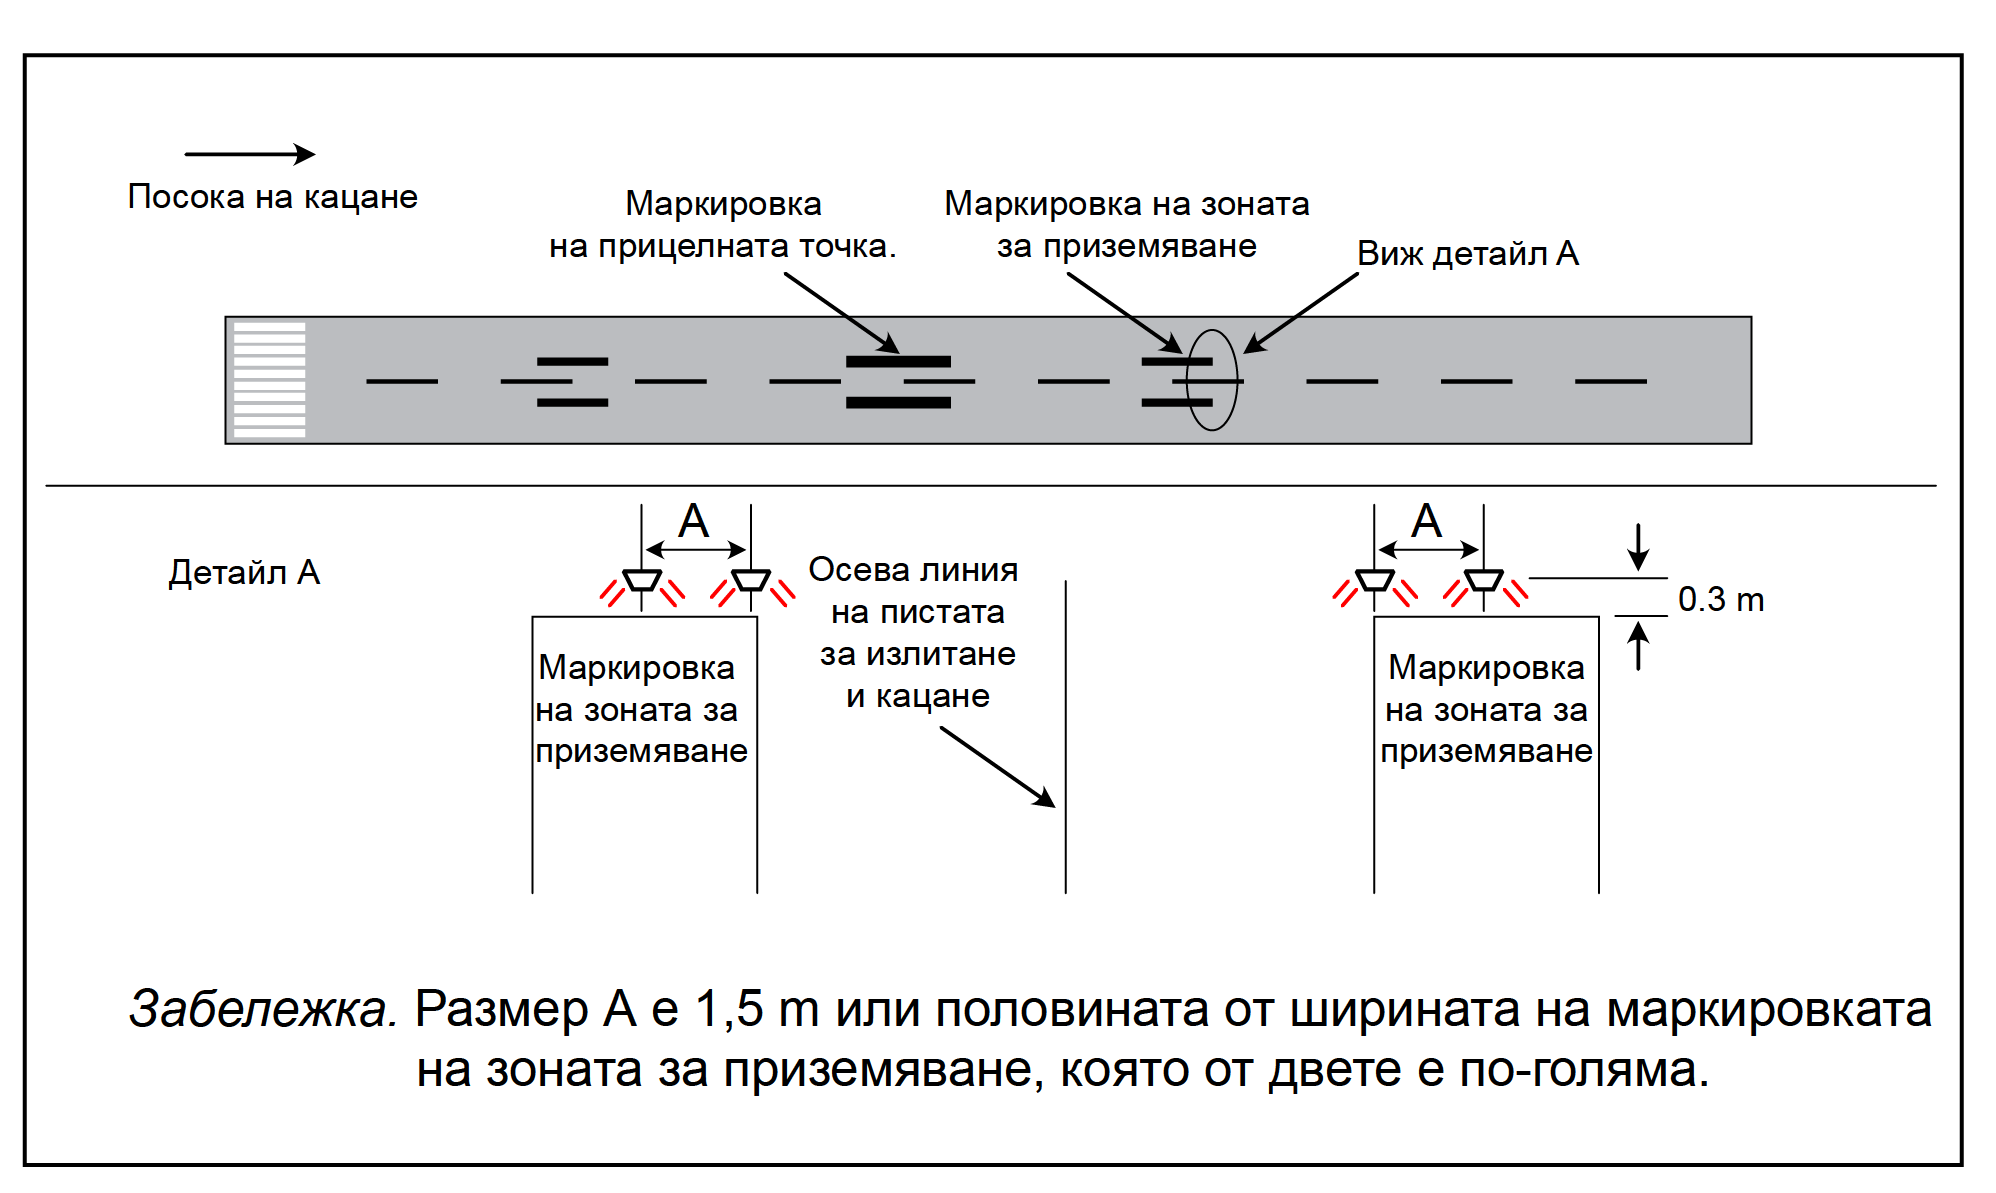 Посока на кацане
Маркировка
на прицелната точка.
Маркировка на зоната
за приземяване
Виж детайл А
Детайл А
А
Осева линия
на пистата
за излитане
и кацане
А
0.3 m
Маркировка
на зоната за
приземяване
Маркировка
на зоната за
приземяване
Забележка. Размер А е 1,5 m или половината от ширината на маркировката
на зоната за приземяване, която от двете е по-голяма.